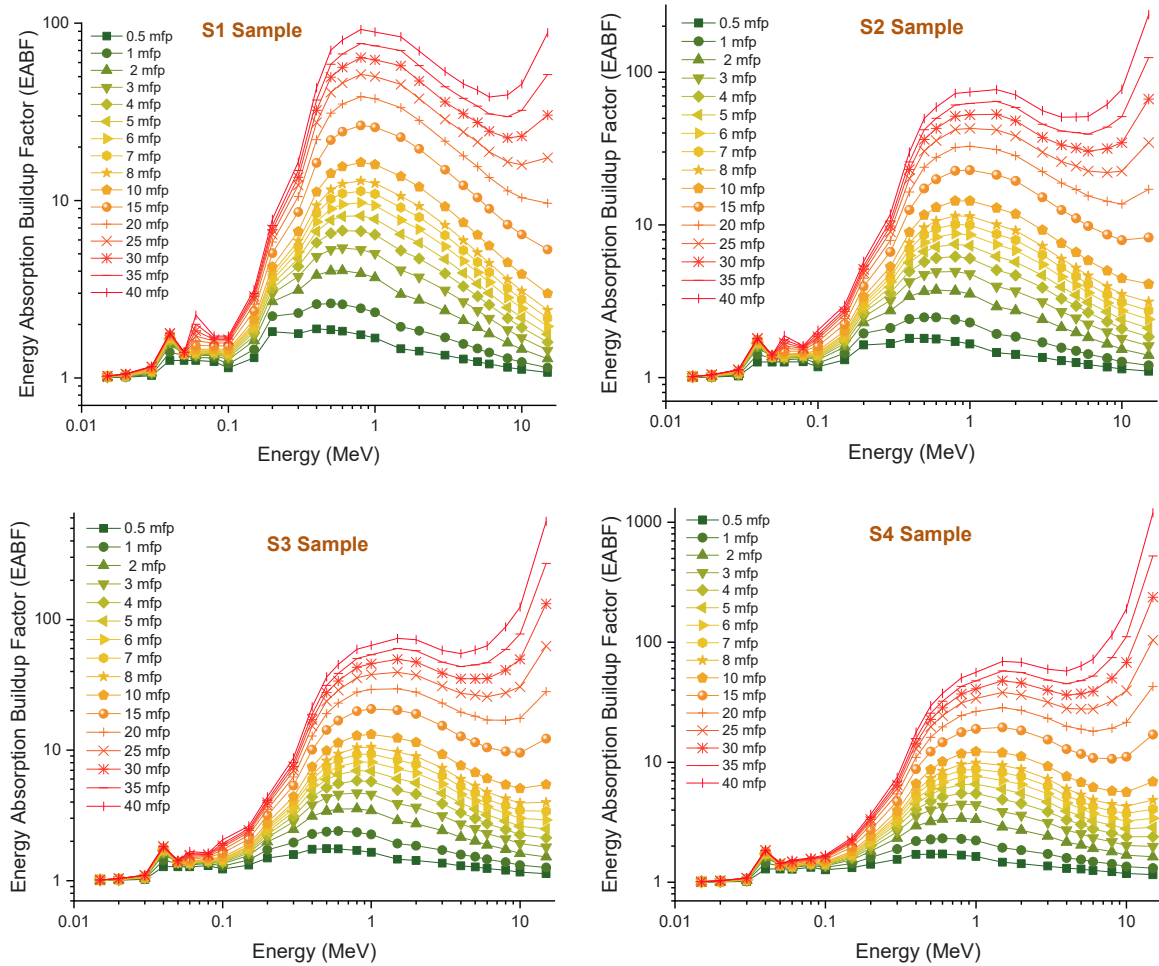 S1 Sample
Energy Absorption Buildup Factor (EABF)
100
10
1
0.5 mfp
1 mfp
2 mfp
3 mfp
4 mfp
5 mfp
6 mfp
7 mfp
8 mfp
10 mfp
15 mfp
20 mfp
25 mfp
30 mfp
35 mfp
40 mfp
0.01
0.1
1
10
Energy (MeV)
S2 Sample
Energy Absorption Buildup Factor (EABF)
100
10
1
0.5 mfp
1 mfp
2 mfp
3 mfp
4 mfp
5 mfp
6 mfp
7 mfp
8 mfp
10 mfp
15 mfp
20 mfp
25 mfp
30 mfp
35 mfp
40 mfp
0.01
0.1
1
10
Energy (MeV)
S3 Sample
Energy Absorption Buildup Factor (EABF)
100
10
1
0.5 mfp
1 mfp
2 mfp
3 mfp
4 mfp
5 mfp
6 mfp
7 mfp
8 mfp
10 mfp
15 mfp
20 mfp
25 mfp
30 mfp
35 mfp
40 mfp
0.01
0.1
1
10
Energy (MeV)
S4 Sample
Energy Absorption Buildup Factor (EABF)
1000
100
10
1
0.5 mfp
1 mfp
2 mfp
3 mfp
4 mfp
5 mfp
6 mfp
7 mfp
8 mfp
10 mfp
15 mfp
20 mfp
25 mfp
30 mfp
35 mfp
40 mfp
0.01
0.1
1
10
Energy (MeV)